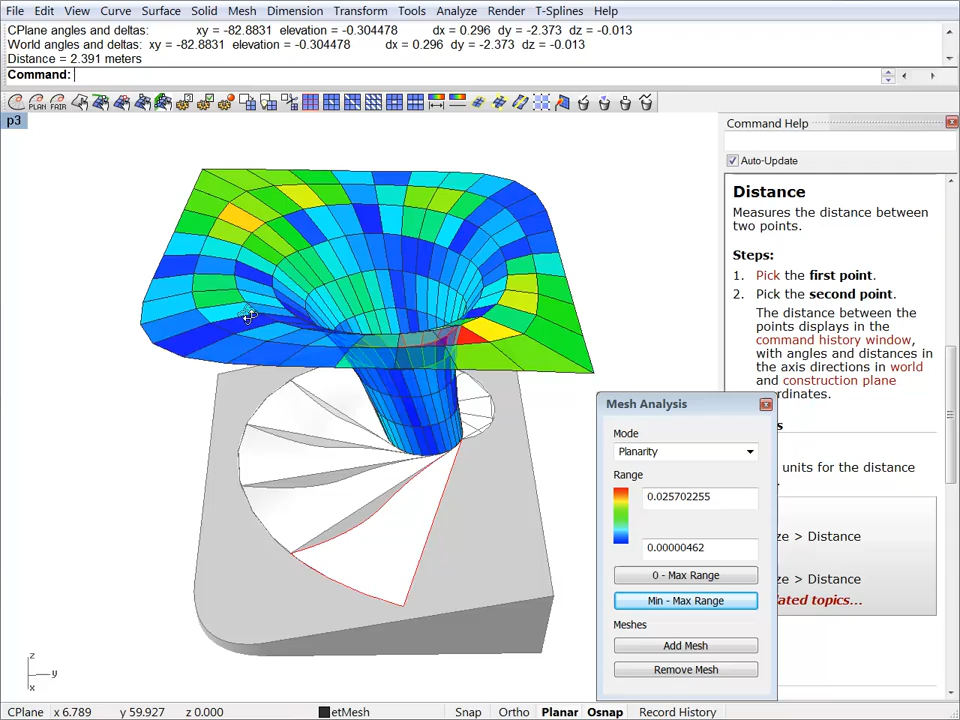 File Edit View Curve Surface Solid Mesh Dimension Transform Tools Analyze Render T-Splines Help
CPlane angles and deltas: xy = -82.8831 elevation = -0.304478 dx = 0.296 dy = -2.373 dz = -0.013
World angles and deltas: xy = -82.8831 elevation = -0.304478 dx = 0.296 dy = -2.373 dz = -0.013
Distance = 2.391 meters
Command:
PLAN FAIR
p3
Command Help
Auto-Update
Distance
Measures the distance between
two points.
Steps:
1. Pick the first point.
2. Pick the second point.
The distance between the
points displays in the
command history window,
with angles and distances in
the axis directions in world
and construction plane
ordinates.
s
units for the distance
ze > Distance
ze > Distance
lated topics...
Mesh Analysis
Mode
Planarity
Range
0.025702255
0.00000462
0 - Max Range
Min - Max Range
Meshes
Add Mesh
Remove Mesh
z
y
x
CPlane x 6.789 y 59.927 z 0.000 etMesh Snap Ortho Planar Osnap Record History